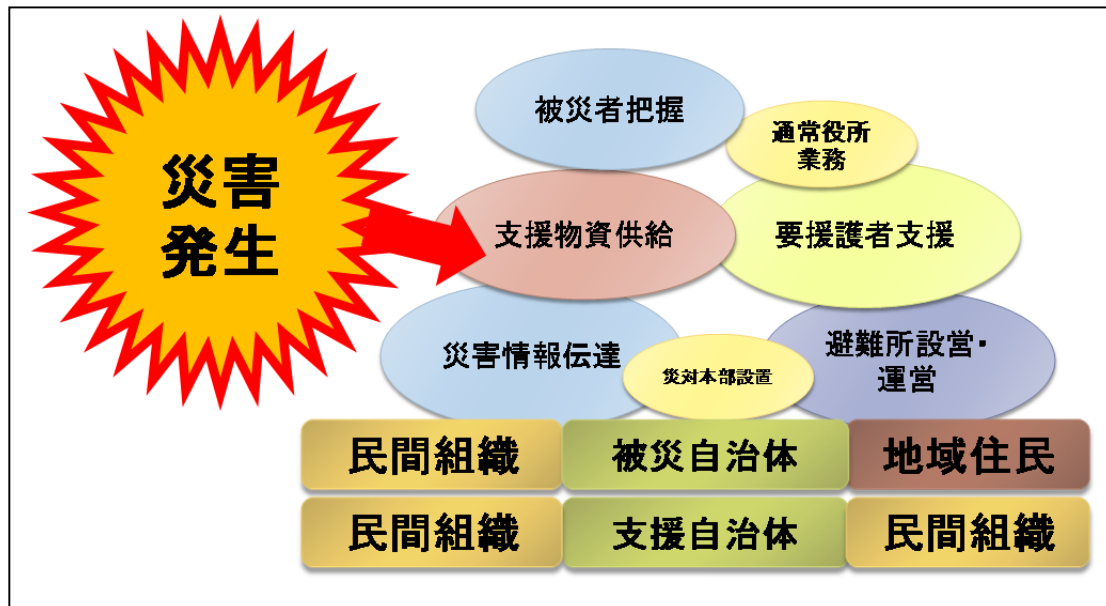 災害
発生
被災者把握
通常役所
業務
支援物資供給
要援護者支援
災害情報伝達
災対本部設置
避難所設営・
運営
民間組織
被災自治体
地域住民
民間組織
支援自治体
民間組織